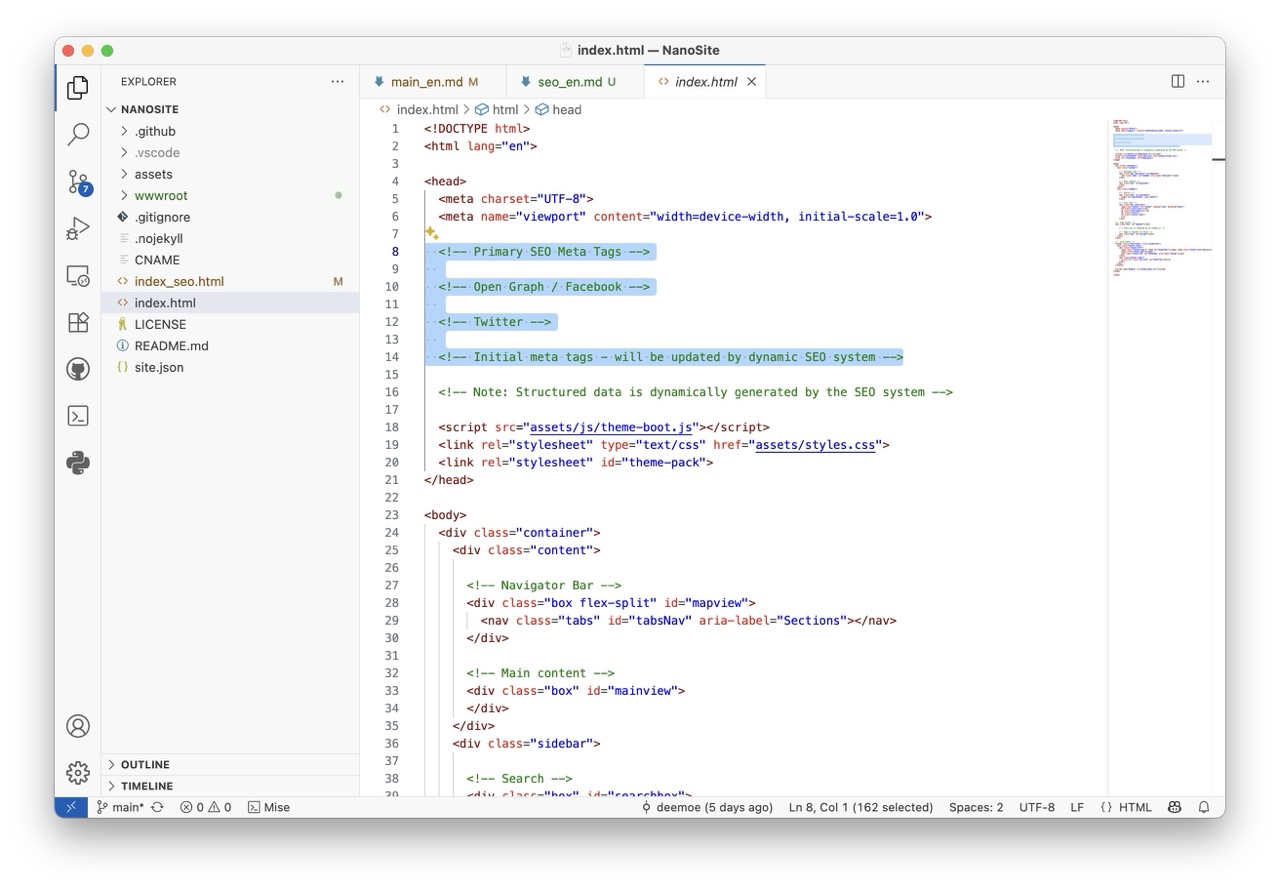 index.html — NanoSite
EXPLORER
main_en.md M
seo_en.md U
index.html
NANOSITE
.github
.vscode
assets
wwwroot
.gitignore
.nojekyll
CNAME
index_seo.html M
index.html
LICENSE
README.md
site.json
OUTLINE
TIMELINE
7
index.html > html > head
1 <!DOCTYPE html>
2 <html lang="en">
3
4 <head>
5 <meta charset="UTF-8">
6 <meta name="viewport" content="width=device-width, initial-scale=1.0">
7
8 <!-- Primary SEO Meta Tags -->
9
10 <!-- Open Graph / Facebook -->
11
12 <!-- Twitter -->
13
14 <!-- Initial meta tags - will be updated by dynamic SEO system -->
15
16 <!-- Note: Structured data is dynamically generated by the SEO system -->
17
18 <script src="assets/js/theme-boot.js"></script>
19 <link rel="stylesheet" type="text/css" href="assets/styles.css">
20 <link rel="stylesheet" id="theme-pack">
21 </head>
22
23 <body>
24 <div class="container">
25 <div class="content">
26
27 <!-- Navigator Bar -->
28 <div class="box flex-split" id="mapview">
29 <nav class="tabs" id="tabsNav" aria-label="Sections"></nav>
30 </div>
31
32 <!-- Main content -->
33 <div class="box" id="mainview">
34 </div>
35 </div>
36 <div class="sidebar">
37
38 <!-- Search -->
39 <div class="box" id="searchbox">
main* 0 0 Mise deemoe (5 days ago) Ln 8, Col 1 (162 selected) Spaces: 2 UTF-8 LF {} HTML